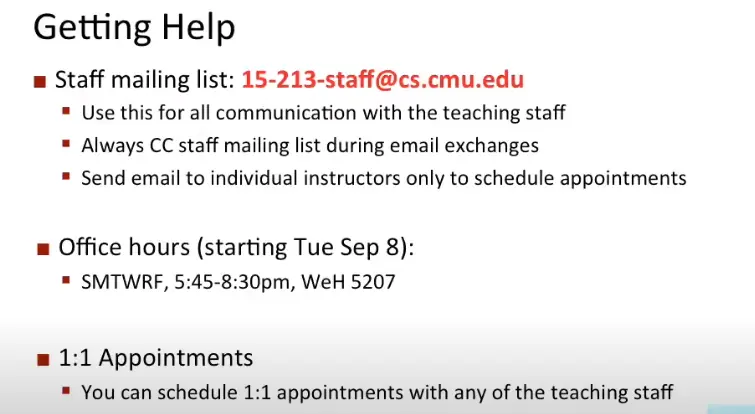 Getting Help
Staff mailing list: 15-213-staff@cs.cmu.edu
Use this for all communication with the teaching staff
Always CC staff mailing list during email exchanges
Send email to individual instructors only to schedule appointments
Office hours (starting Tue Sep 8):
SMTWRF, 5:45-8:30pm, WeH 5207
1:1 Appointments
You can schedule 1:1 appointments with any of the teaching staff